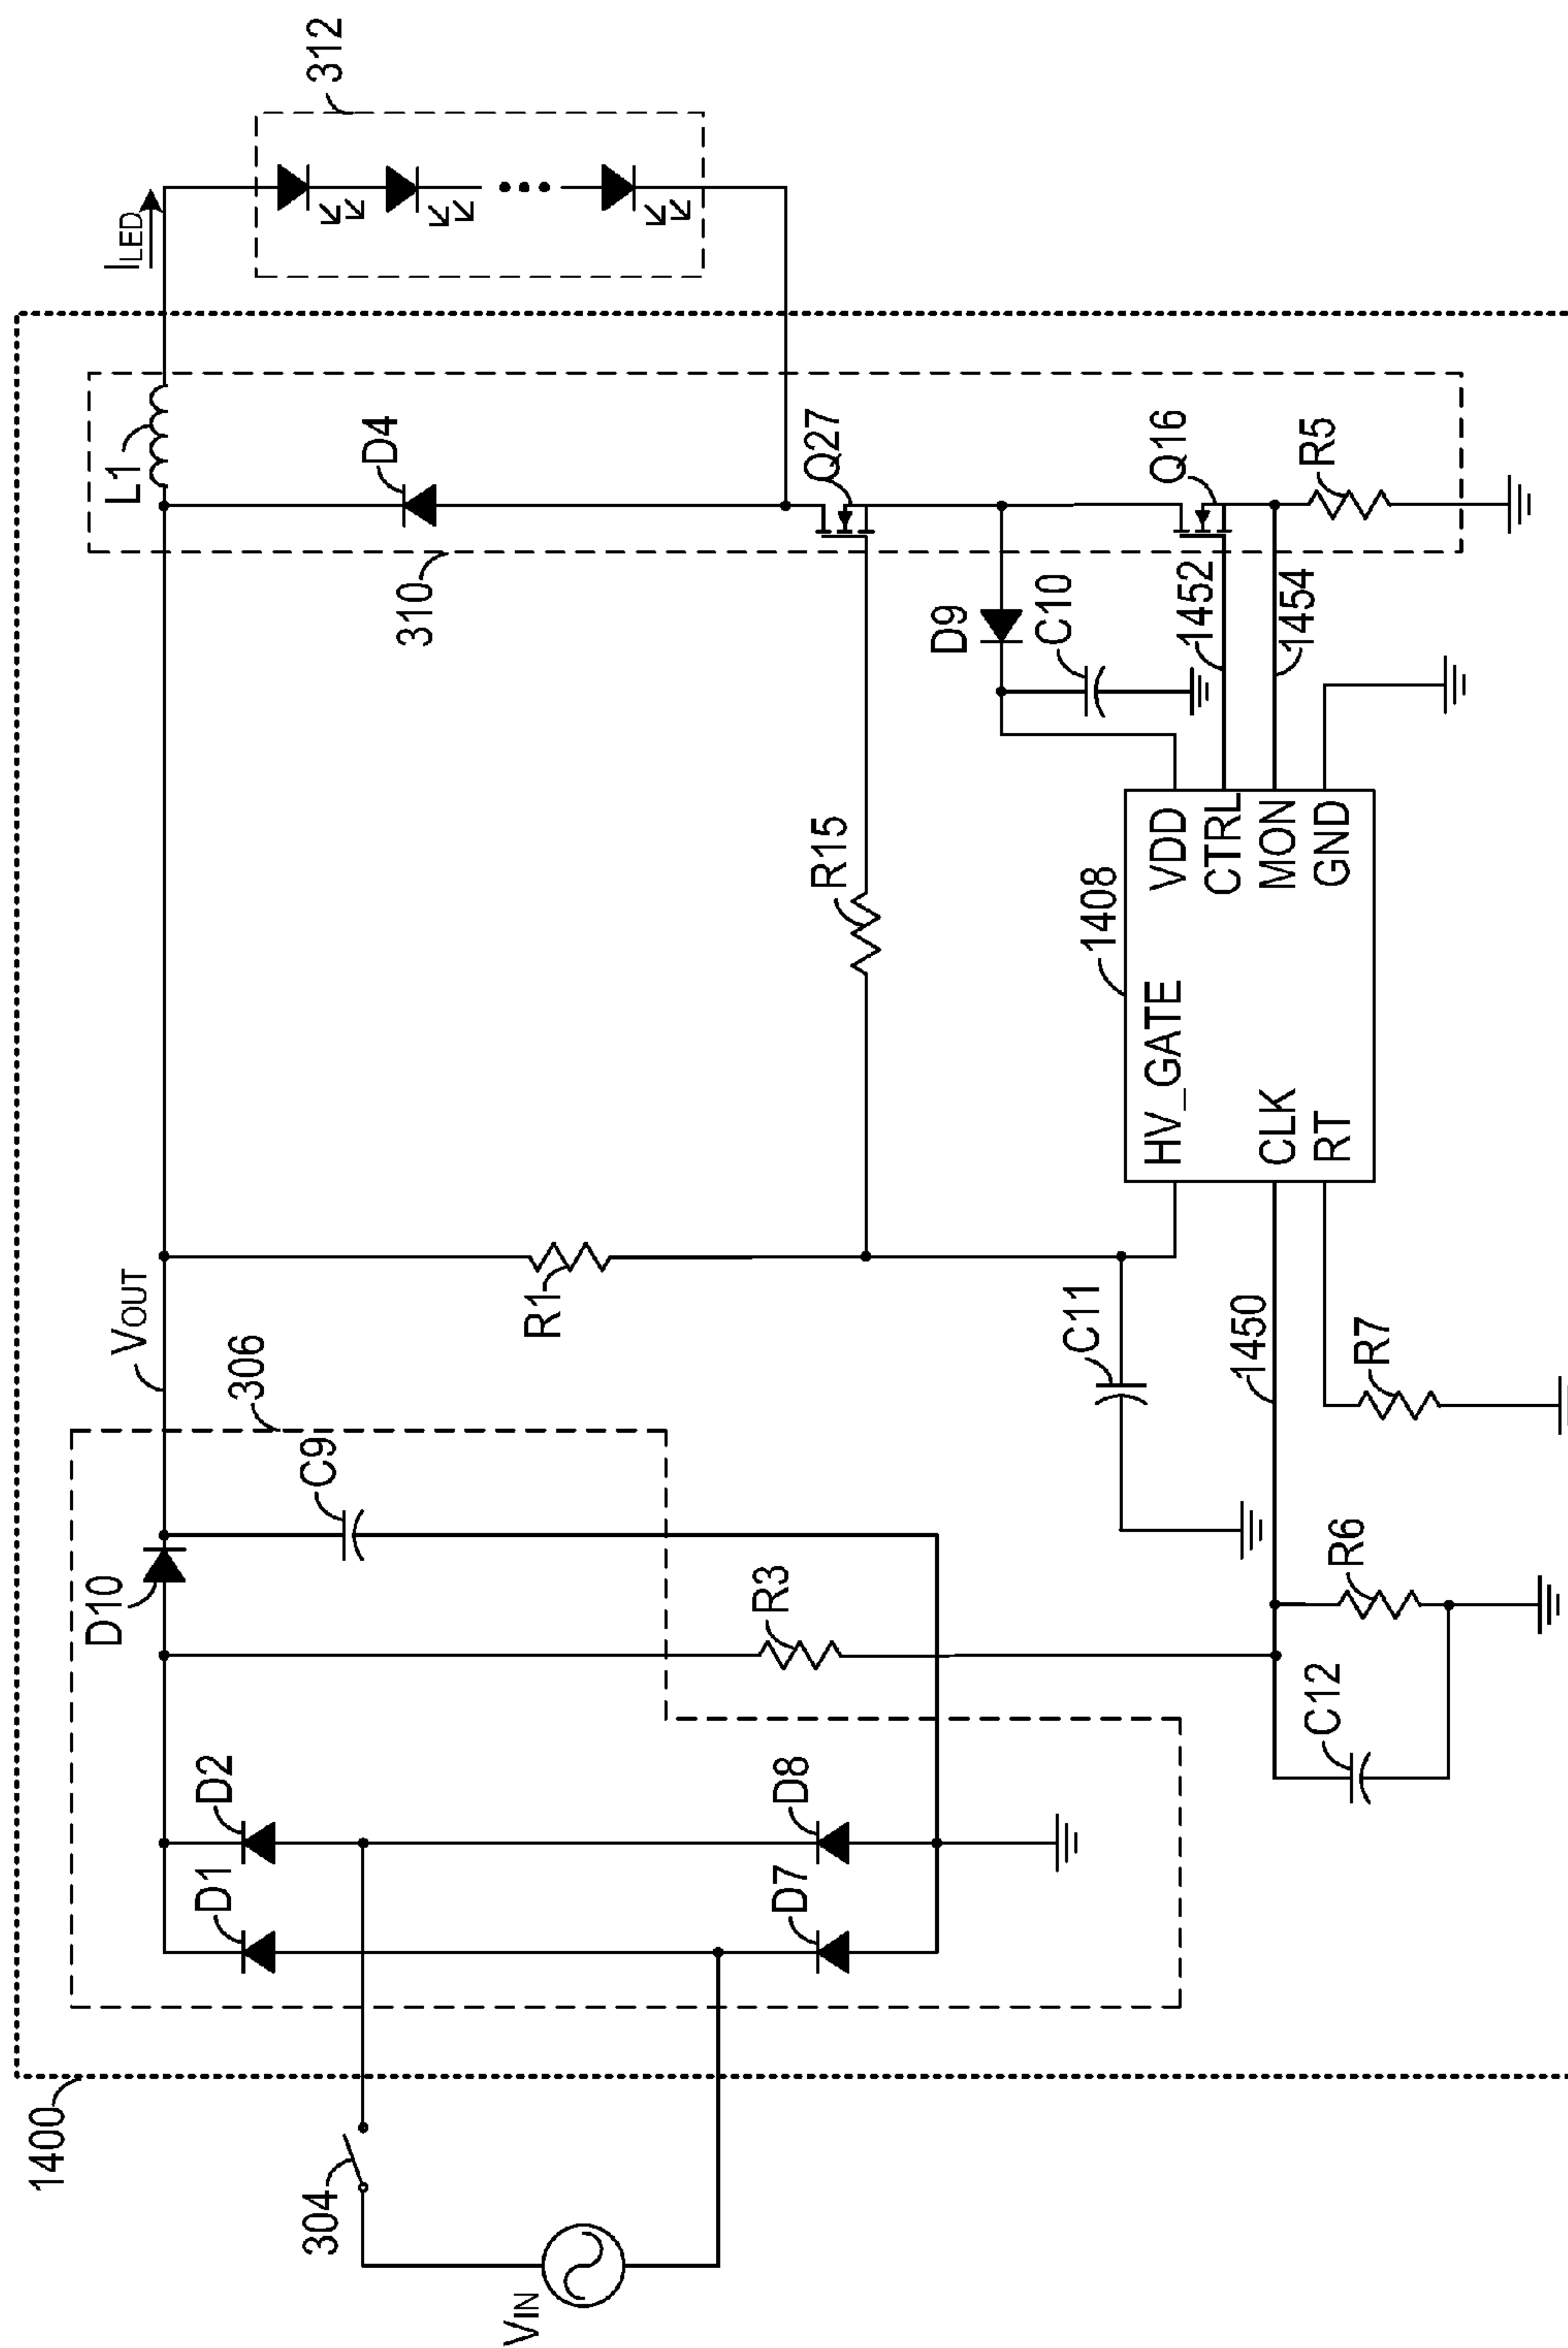 1400
304
VIN
306
D1
D2
D7
D8
D10
C9
R3
VOUT
R1
C11
C12
R6
1450
R7
1408
HV_GATE
CLK
RT
VDD
CTRL
MON
GND
R15
D9
C10
1452
1454
310
L1
D4
Q27
Q16
R5
ILED
312